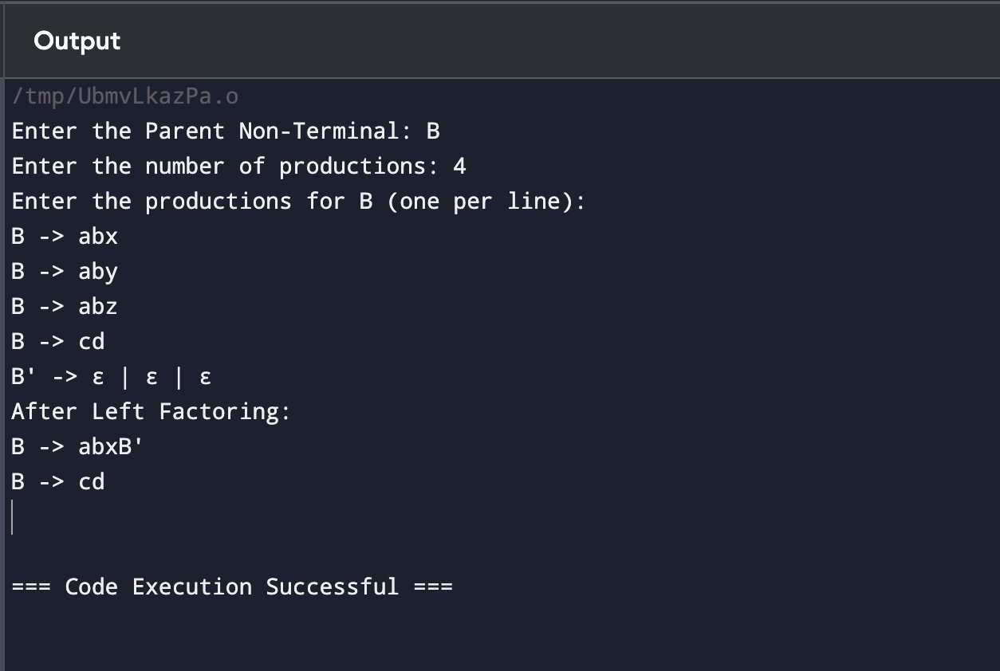 Output
/tmp/UbmvLkazPa.o
Enter the Parent Non-Terminal: B
Enter the number of productions: 4
Enter the productions for B (one per line):
B -> abx
B -> aby
B -> abz
B -> cd
B' -> ε | ε | ε
After Left Factoring:
B -> abxB'
B -> cd
=== Code Execution Successful ===